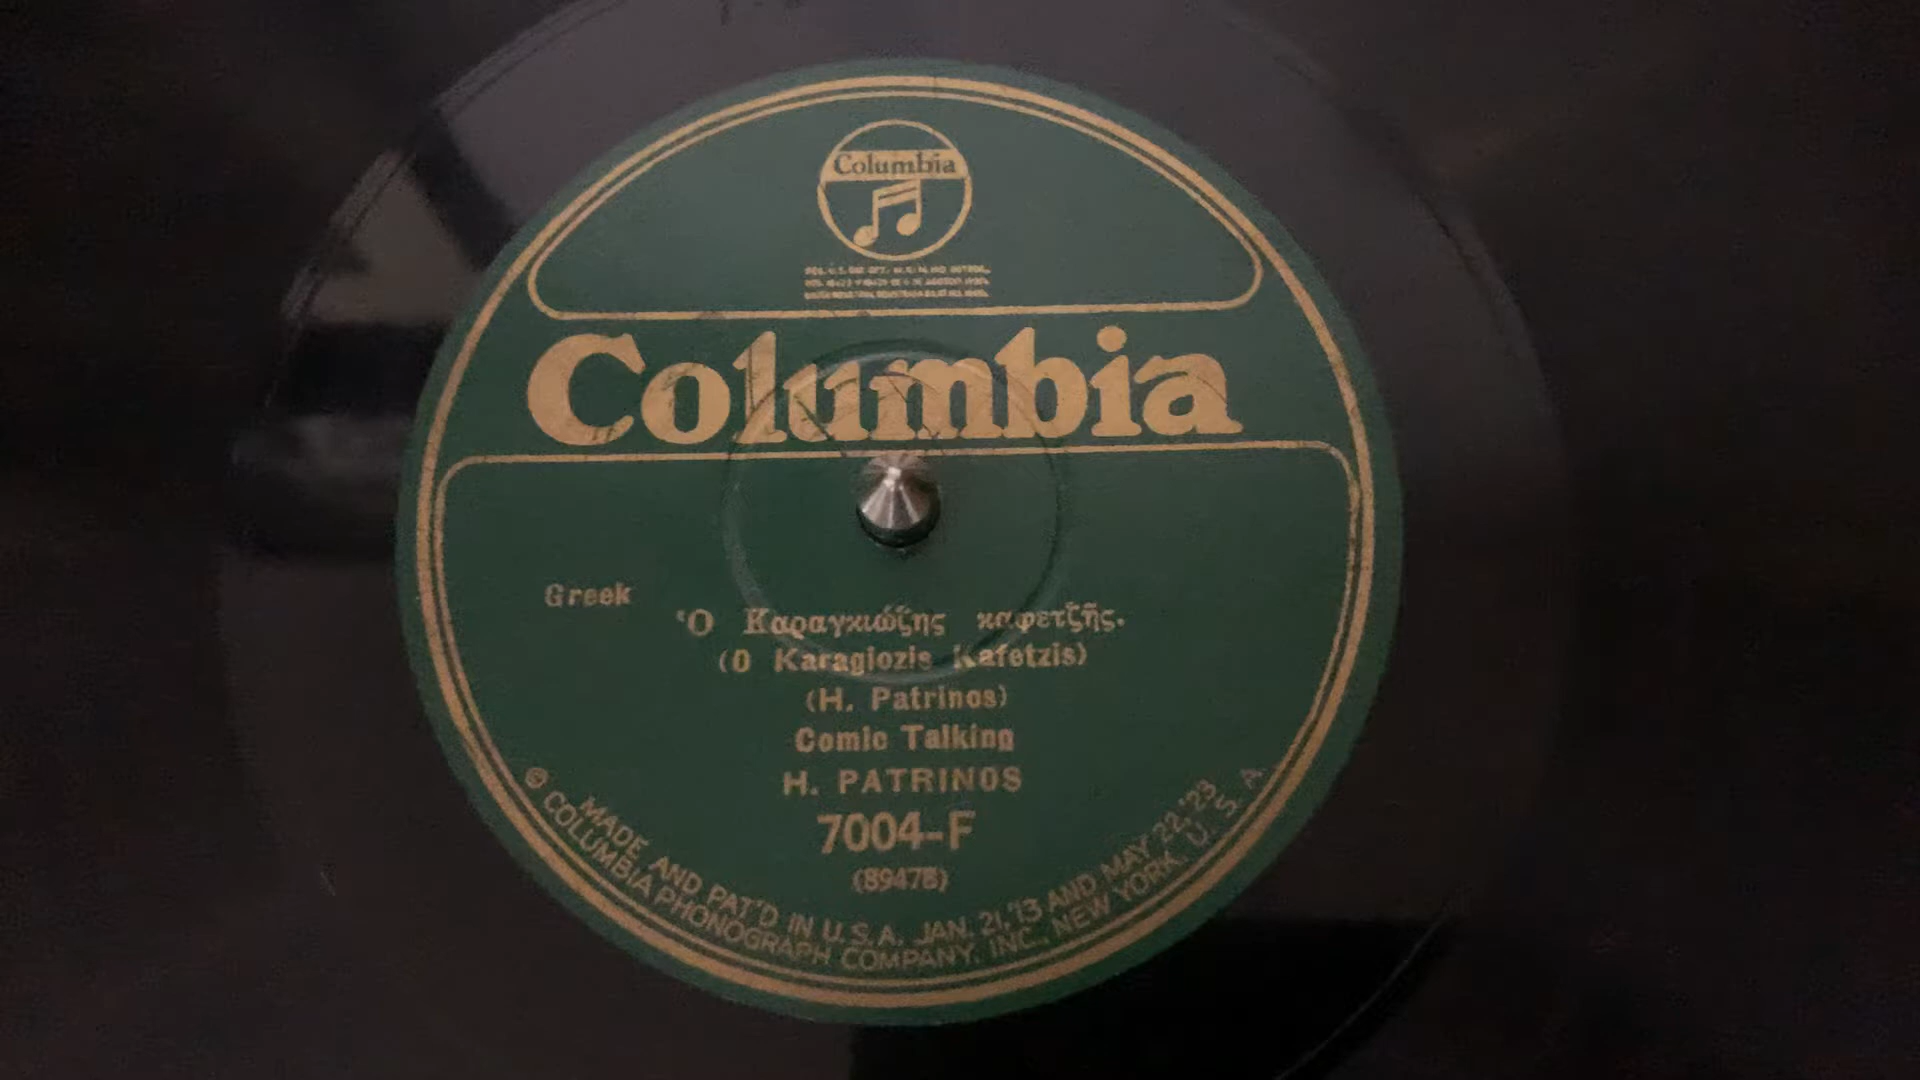 Columbia
Columbia
Greek
Ὁ Καραγκιώζης καφετζῆς.
(O Karagiozis Kafetzis)
(H. Patrinos)
Comic Talking
H. PATRINOS
7004-F
(89478)
MADE AND PAT'D IN U.S.A. JAN. 21,'13 AND MAY 22,'23
© COLUMBIA PHONOGRAPH COMPANY, INC., NEW YORK, U. S. A.